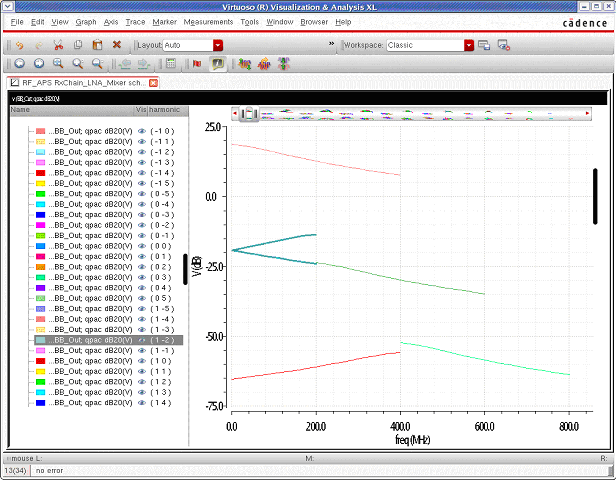 Virtuoso (R) Visualization & Analysis XL
File Edit View Graph Axis Trace Marker Measurements Tools Window Browser Help
cādence
Layout: Auto
»
Workspace: Classic
RF_APS RxChain_LNA_Mixer sch...
v /BB_Out; qpac dB20(V)
Name Vis harmonic
...BB_Out; qpac dB20(V) (-1 0)
...BB_Out; qpac dB20(V) (-1 1)
...BB_Out; qpac dB20(V) (-1 2)
...BB_Out; qpac dB20(V) (-1 3)
...BB_Out; qpac dB20(V) (-1 4)
...BB_Out; qpac dB20(V) (-1 5)
...BB_Out; qpac dB20(V) (0 -5)
...BB_Out; qpac dB20(V) (0 -4)
...BB_Out; qpac dB20(V) (0 -3)
...BB_Out; qpac dB20(V) (0 -2)
...BB_Out; qpac dB20(V) (0 -1)
...BB_Out; qpac dB20(V) (0 0)
...BB_Out; qpac dB20(V) (0 1)
...BB_Out; qpac dB20(V) (0 2)
...BB_Out; qpac dB20(V) (0 3)
...BB_Out; qpac dB20(V) (0 4)
...BB_Out; qpac dB20(V) (0 5)
...BB_Out; qpac dB20(V) (1 -5)
...BB_Out; qpac dB20(V) (1 -4)
...BB_Out; qpac dB20(V) (1 -3)
...BB_Out; qpac dB20(V) (1 -2)
...BB_Out; qpac dB20(V) (1 -1)
...BB_Out; qpac dB20(V) (1 0)
...BB_Out; qpac dB20(V) (1 1)
...BB_Out; qpac dB20(V) (1 2)
...BB_Out; qpac dB20(V) (1 3)
...BB_Out; qpac dB20(V) (1 4)
25.0
0.0
-25.0
-50.0
-75.0
V (dB)
0.0 200.0 400.0 600.0 800.0
freq (MHz)
mouse L: M: R:
13(34) no error